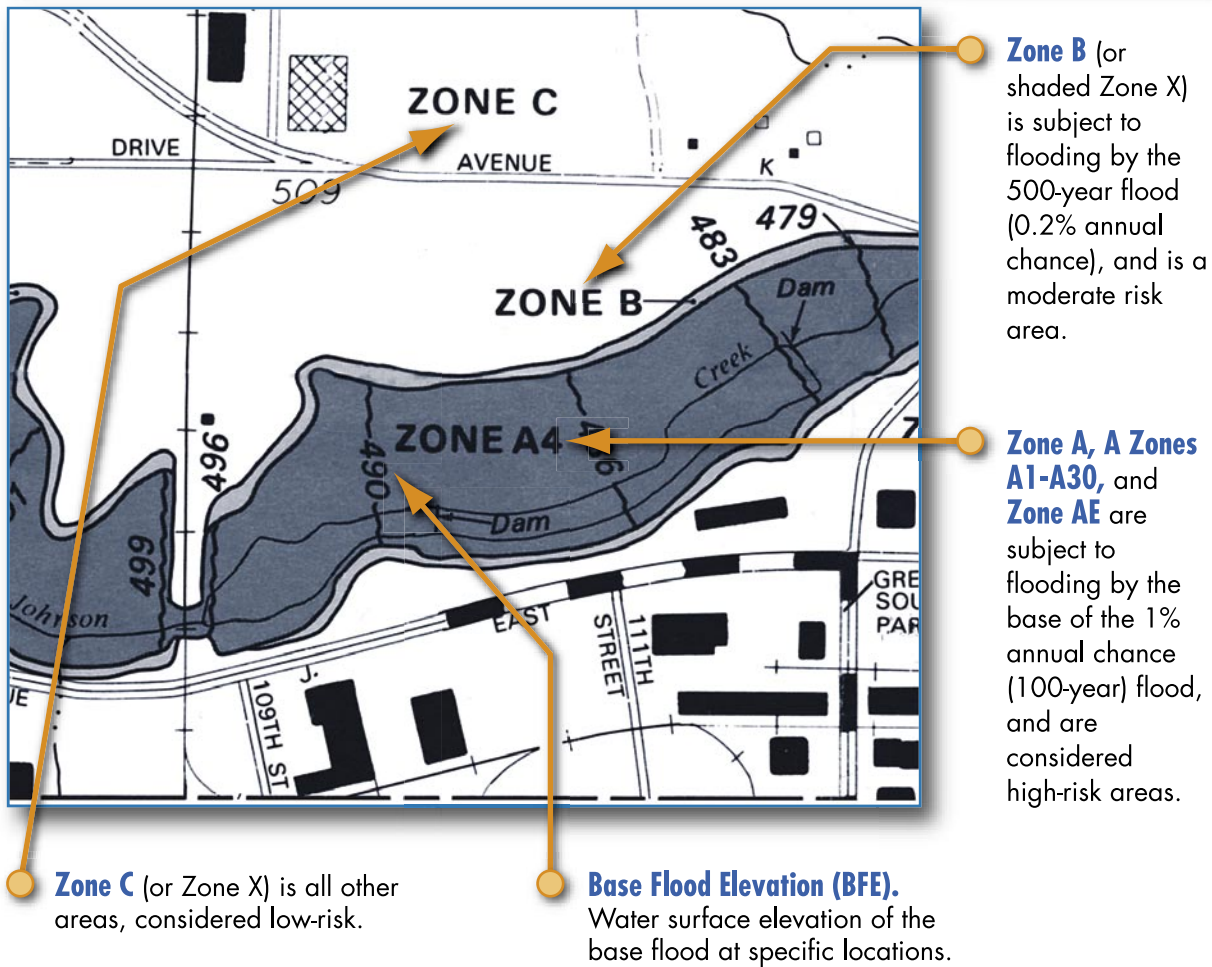 ZONE C
DRIVE
AVENUE
509
K
483
479
ZONE B
Dam
Creek
496
490
ZONE A4
Dam
499
Johnson
EAST
J.
109TH ST
111TH
STREET
GRE
SOU
PAR
UE
Zone B (or
shaded Zone X)
is subject to
flooding by the
500-year flood
(0.2% annual
chance), and is a
moderate risk
area.
Zone A, A Zones
A1-A30, and
Zone AE are
subject to
flooding by the
base of the 1%
annual chance
(100-year) flood,
and are
considered
high-risk areas.
Zone C (or Zone X) is all other
areas, considered low-risk.
Base Flood Elevation (BFE).
Water surface elevation of the
base flood at specific locations.